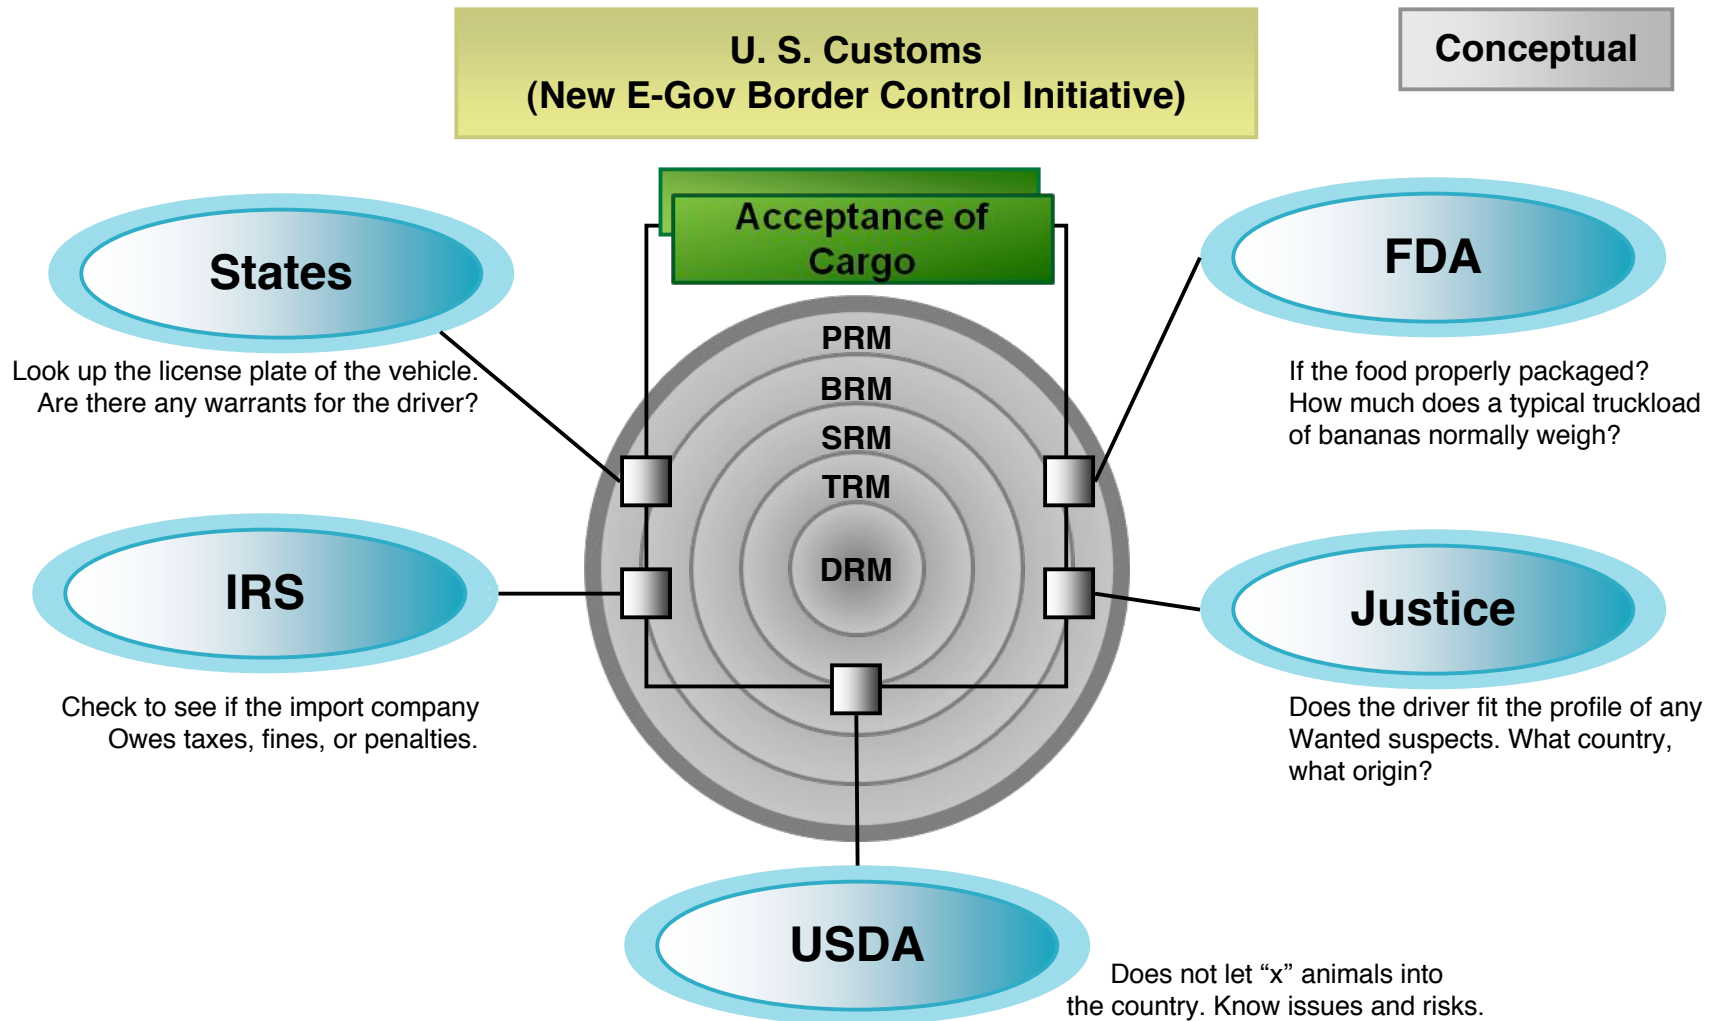 U. S. Customs
(New E-Gov Border Control Initiative)
Conceptual
Acceptance of
Cargo
States
Look up the license plate of the vehicle.
Are there any warrants for the driver?
FDA
If the food properly packaged?
How much does a typical truckload
of bananas normally weigh?
PRM
BRM
SRM
TRM
DRM
IRS
Check to see if the import company
Owes taxes, fines, or penalties.
Justice
Does the driver fit the profile of any
Wanted suspects. What country,
what origin?
USDA
Does not let “x” animals into
the country. Know issues and risks.